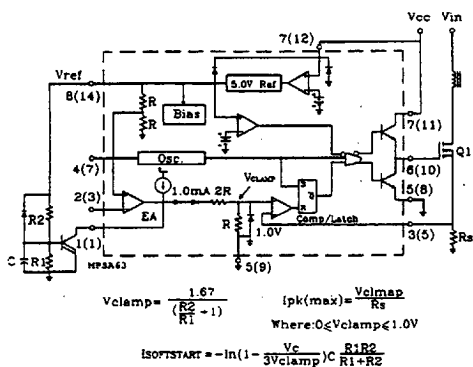 Vcc Vin
7(12)
Vref
8(14)
5.0V Ref
R
Bias
R
7(11)
Q1
4(7)
Osc.
6(10)
5(8)
2(3)
1.0mA 2R
VCLAMP
S
Q
R
EA
R
1.0V
Comp/Latch
3(5)
R2
1(1)
C R1
MPSA63
5(9)
Rs
Vclamp= 1.67 / (R2/R1 +1)
Ipk(max)= Vclmap/Rs
Where:0≤Vclamp≤1.0V
ISOFTSTART=-ln(1- Vc/3Vclamp)C R1R2/R1+R2